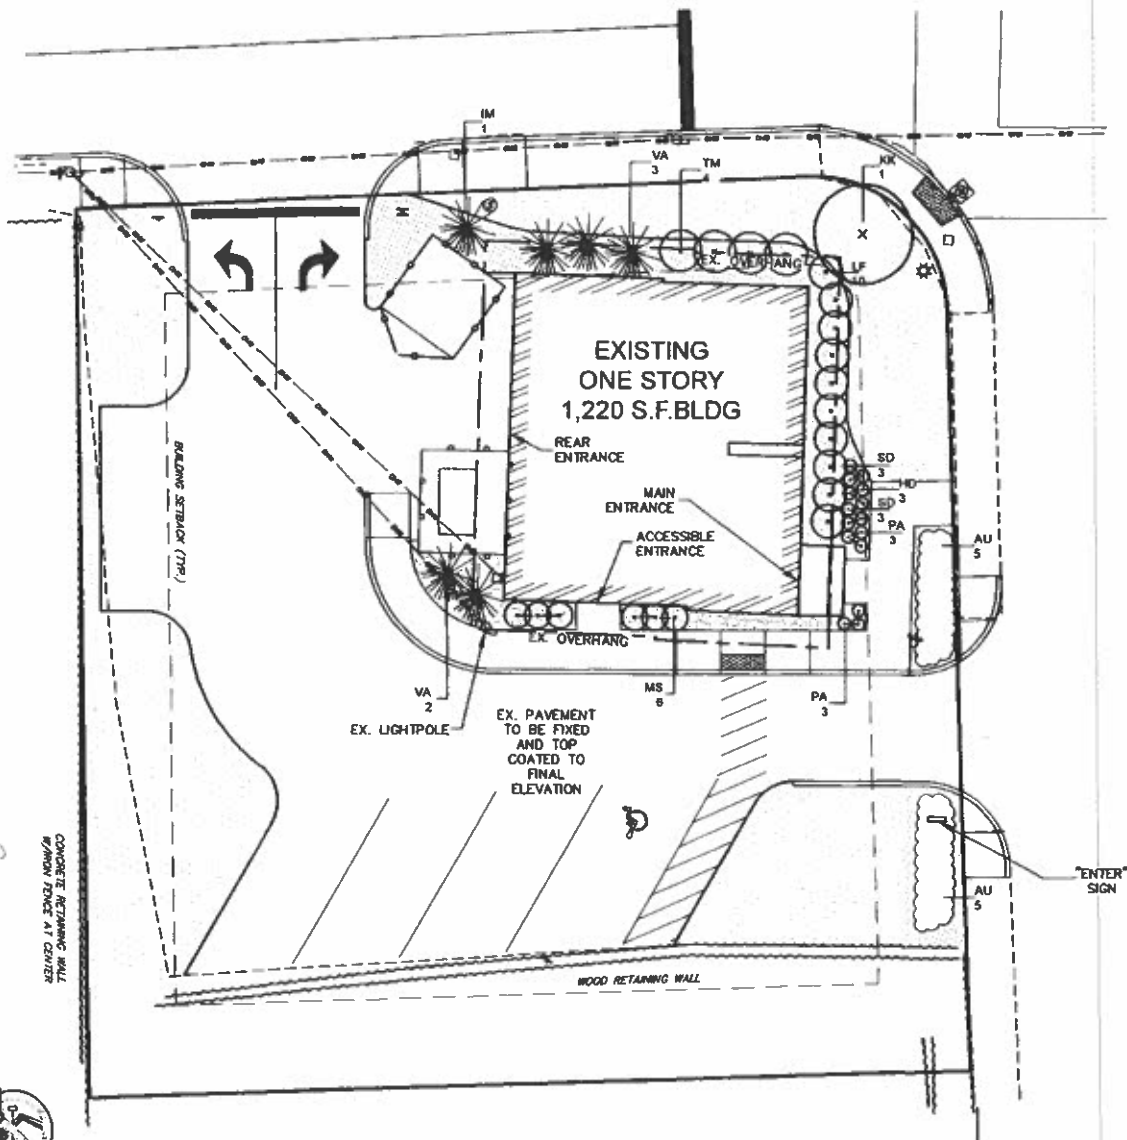 IM
1
VA
3
TM
KK
1
EX. OVERHANG
LF
10
EXISTING
ONE STORY
1,220 S.F.BLDG
REAR
ENTRANCE
MAIN
ENTRANCE
ACCESSIBLE
ENTRANCE
SD
3
HD
3
SD
3
PA
3
AU
5
BUILDING SETBACK (TYP.)
EX. OVERHANG
VA
2
MS
6
PA
3
EX. LIGHTPOLE
EX. PAVEMENT
TO BE FIXED
AND TOP
COATED TO
FINAL
ELEVATION
"ENTER"
SIGN
AU
5
CONCRETE RETAINING WALL
W/IRON FENCE AT CENTER
WOOD RETAINING WALL